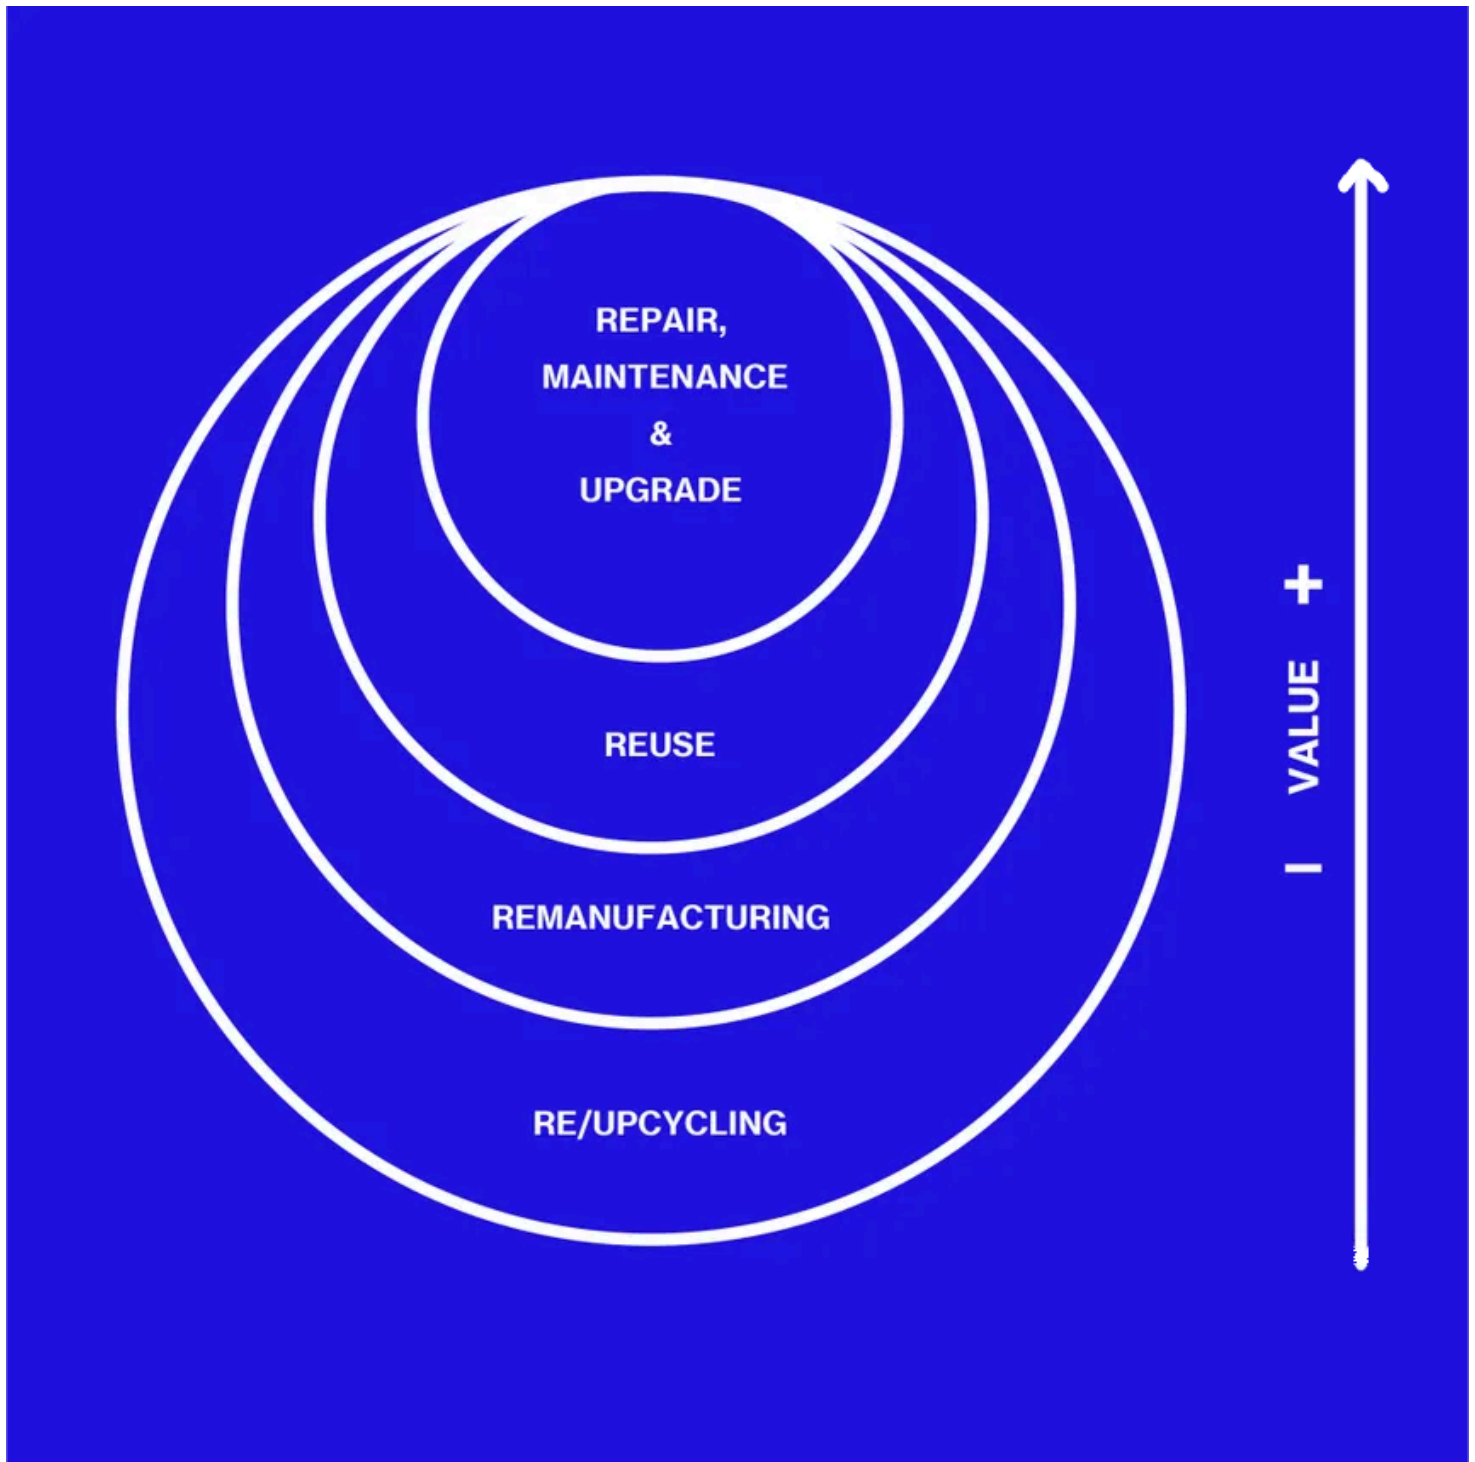 REPAIR,
MAINTENANCE
&
UPGRADE
REUSE
REMANUFACTURING
RE/UPCYCLING
– VALUE +